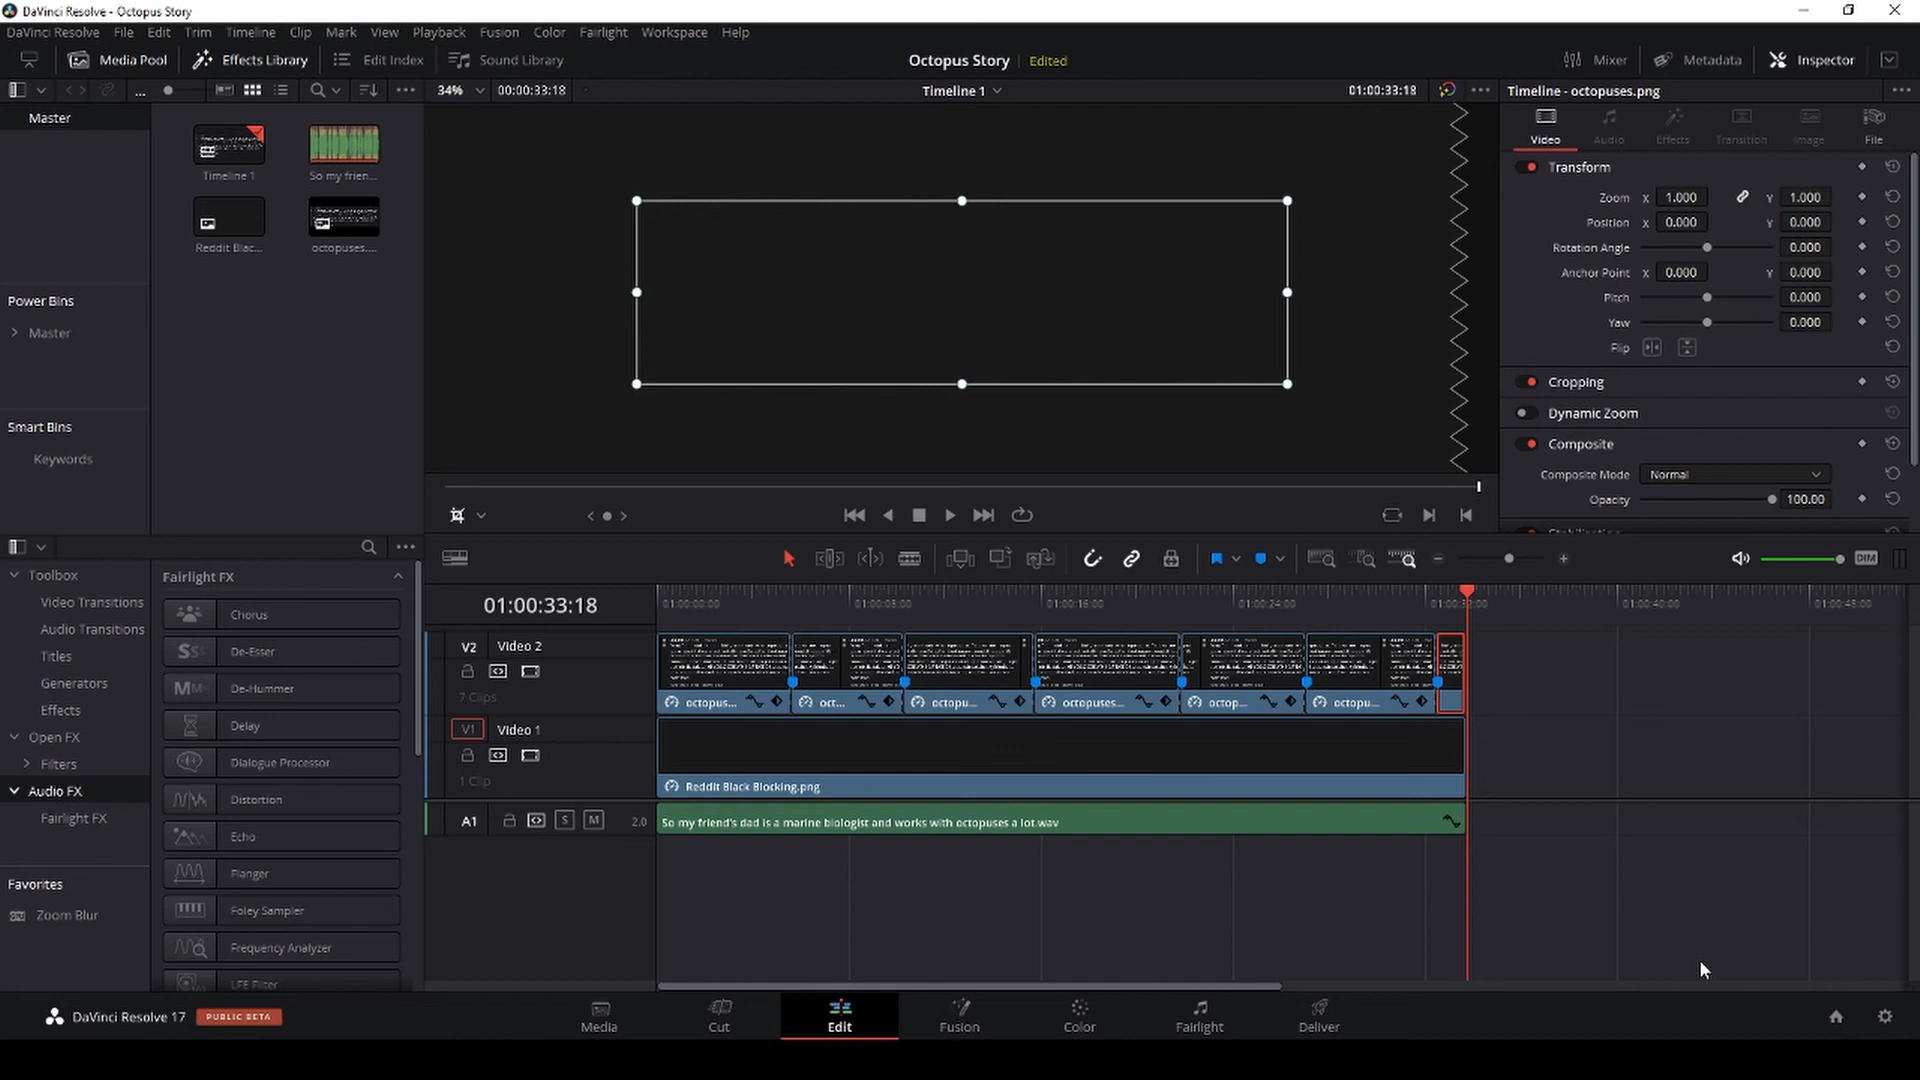 DaVinci Resolve - Octopus Story
DaVinci Resolve File Edit Trim Timeline Clip Mark View Playback Fusion Color Fairlight Workspace Help
Media Pool Effects Library Edit Index Sound Library Octopus Story Edited Mixer Metadata Inspector
... 34% 00:00:33:18 Timeline 1 01:00:33:18 Timeline - octopuses.png
Master
Timeline 1 So my frien...
Reddit Blac... octopuses....
Power Bins
Master
Smart Bins
Keywords
Video Audio Effects Transition Image File
Transform
Zoom X 1.000 Y 1.000
Position X 0.000 Y 0.000
Rotation Angle 0.000
Anchor Point X 0.000 Y 0.000
Pitch 0.000
Yaw 0.000
Flip
Cropping
Dynamic Zoom
Composite
Composite Mode Normal
Opacity 100.00
DIM
Toolbox
Video Transitions
Audio Transitions
Titles
Generators
Effects
Open FX
Filters
Audio FX
Fairlight FX
Favorites
Zoom Blur
Fairlight FX
Chorus
De-Esser
De-Hummer
Delay
Dialogue Processor
Distortion
Echo
Flanger
Foley Sampler
Frequency Analyzer
LFE Filter
01:00:33:18 01:00:00:00 01:00:08:00 01:00:16:00 01:00:24:00 01:00:32:00 01:00:40:00 01:00:48:00
V2 Video 2
7 Clips octopus... oct... octopu... octopuses... octop... octopu...
V1 Video 1
1 Clip Reddit Black Blocking.png
A1 S M 2.0 So my friend's dad is a marine biologist and works with octopuses a lot.wav
DaVinci Resolve 17 PUBLIC BETA Media Cut Edit Fusion Color Fairlight Deliver